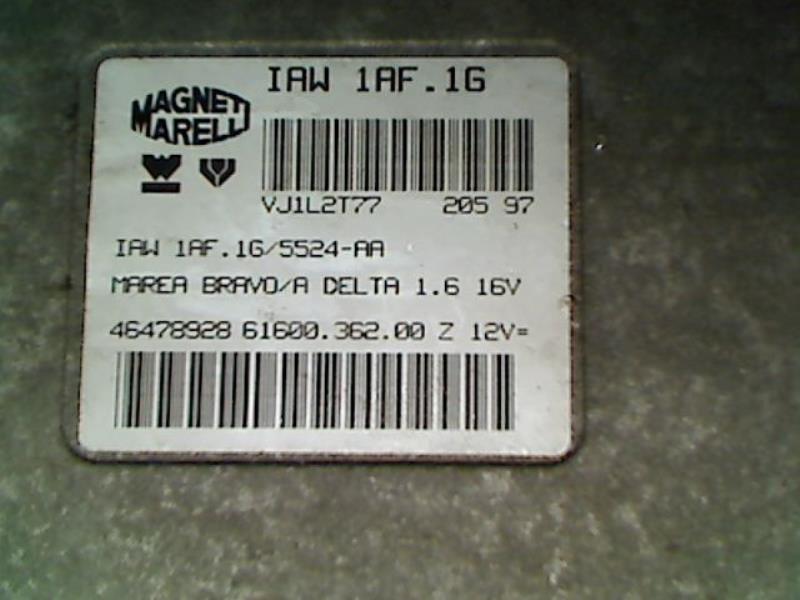 IAW 1AF.1G
MAGNETI
MARELLI
VJ1L2T77 205 97
IAW 1AF.1G/5524-AA
MAREA BRAVO/A DELTA 1.6 16V
46478928 61600.362.00 Z 12V=